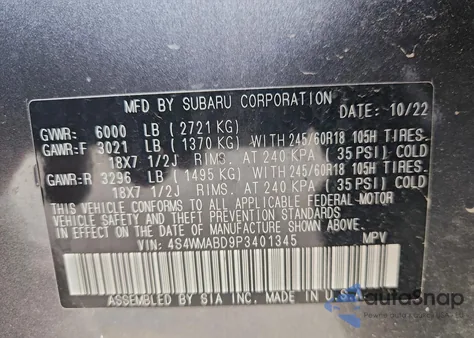 MFD BY SUBARU CORPORATION
DATE: 10/22
GVWR: 6000 LB (2721 KG)
GAWR:F 3021 LB (1370 KG) WITH 245/60R18 105H TIRES.
18X7 1/2J RIMS. AT 240 KPA (35 PSI) COLD
GAWR:R 3296 LB (1495 KG) WITH 245/60R18 105H TIRES.
18X7 1/2J RIMS. AT 240 KPA (35 PSI) COLD
THIS VEHICLE CONFORMS TO ALL APPLICABLE FEDERAL MOTOR
VEHICLE SAFETY AND THEFT PREVENTION STANDARDS
IN EFFECT ON THE DATE OF MANUFACTURE SHOWN ABOVE.
VIN: 4S4WMABD9P3401345 MPV
ASSEMBLED BY SIA INC. MADE IN U.S.A.
autoSnap